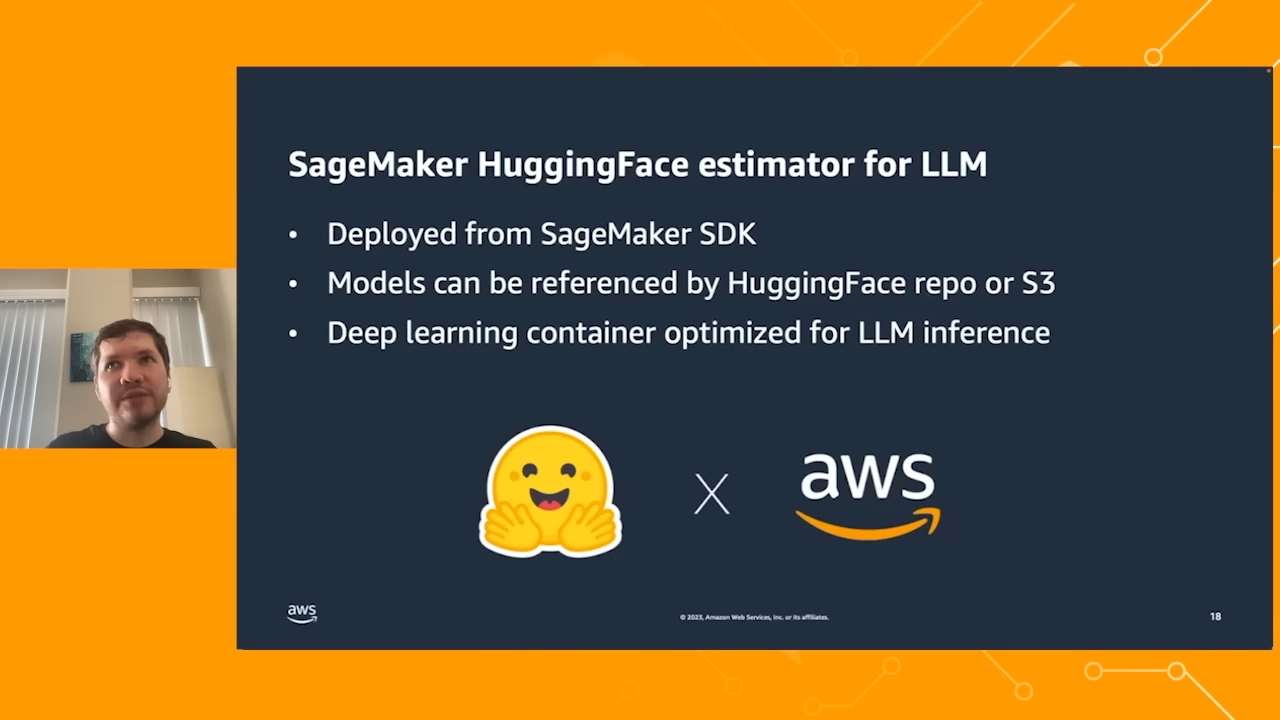 SageMaker HuggingFace estimator for LLM
• Deployed from SageMaker SDK
• Models can be referenced by HuggingFace repo or S3
• Deep learning container optimized for LLM inference
X
aws
aws
© 2023, Amazon Web Services, Inc. or its affiliates.
18